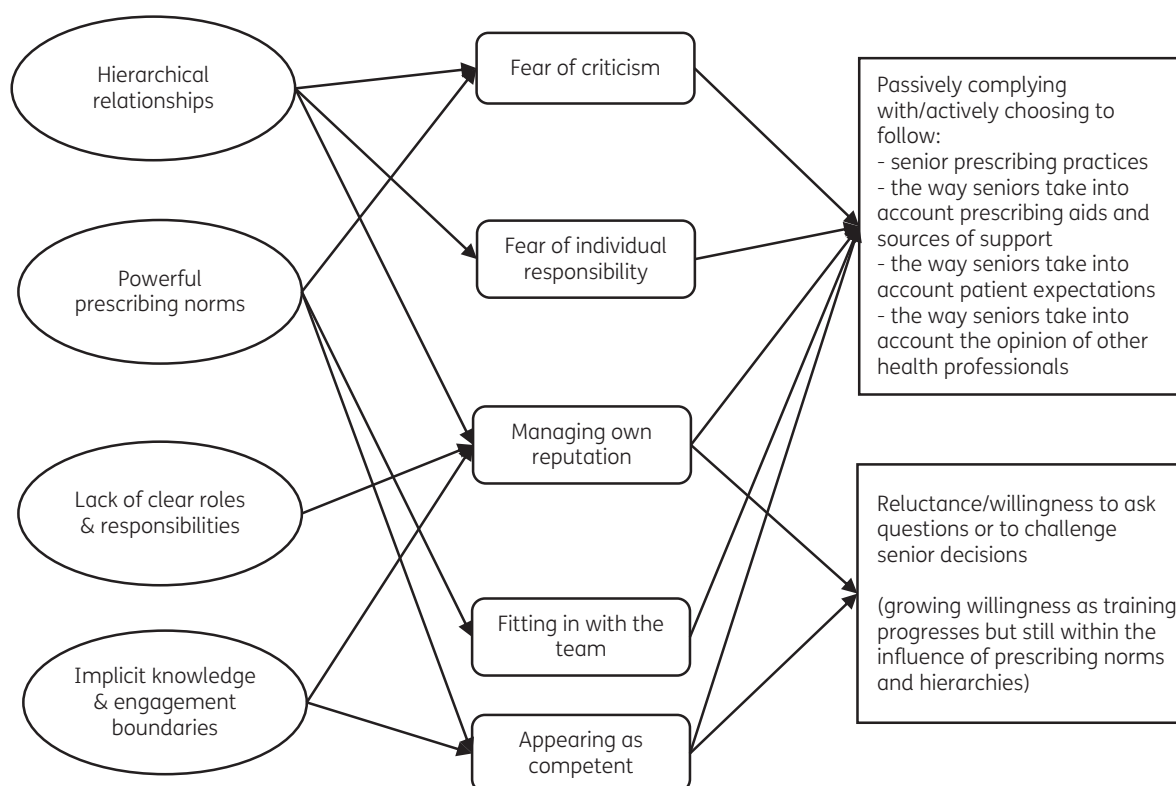 Hierarchical
relationships
Powerful
prescribing norms
Lack of clear roles
& responsibilities
Implicit knowledge
& engagement
boundaries
Fear of criticism
Fear of individual
responsibility
Managing own
reputation
Fitting in with the
team
Appearing as
competent
Passively complying
with/actively choosing to
follow:
- senior prescribing practices
- the way seniors take into
account prescribing aids and
sources of support
- the way seniors take into
account patient expectations
- the way seniors take into
account the opinion of other
health professionals
Reluctance/willingness to ask
questions or to challenge
senior decisions
(growing willingness as training
progresses but still within the
influence of prescribing norms
and hierarchies)